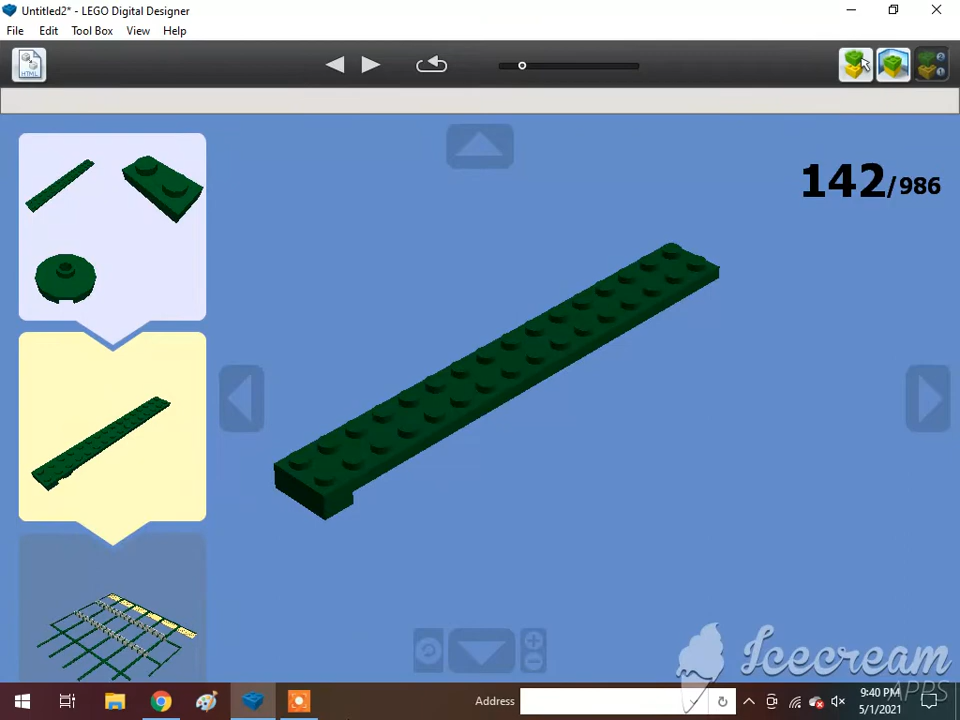 Untitled2* - LEGO Digital Designer
File Edit Tool Box View Help
HTML
142/986
Icecream
APPS
Address
9:40 PM
5/1/2021